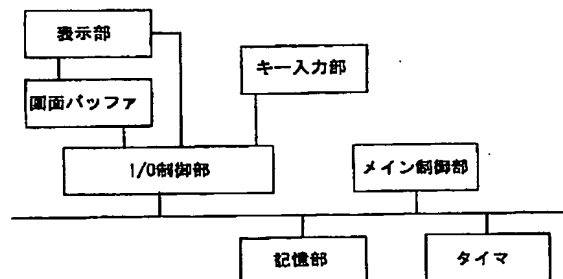 表示部
キー入力部
画面バッファ
I/O制御部
メイン制御部
記憶部
タイマ